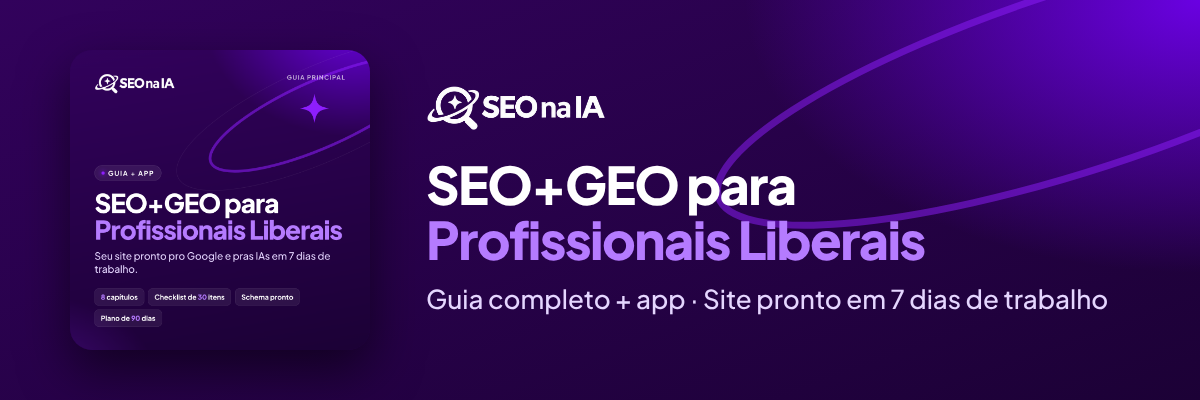 SEO na IA
GUIA PRINCIPAL
GUIA + APP
SEO+GEO para
Profissionais Liberais
Seu site pronto pro Google e pras IAs em 7 dias de
trabalho.
8 capítulos
Checklist de 30 itens
Schema pronto
Plano de 90 dias
SEO na IA
SEO+GEO para
Profissionais Liberais
Guia completo + app · Site pronto em 7 dias de trabalho